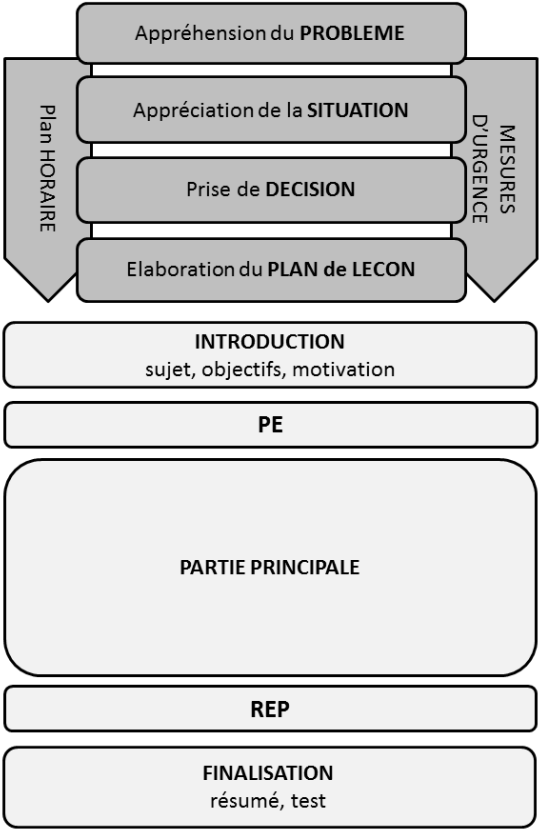 Appréhension du PROBLEME
Appréciation de la SITUATION
Prise de DECISION
Elaboration du PLAN de LECON
Plan HORAIRE
MESURES
D'URGENCE
INTRODUCTION
sujet, objectifs, motivation
PE
PARTIE PRINCIPALE
REP
FINALISATION
résumé, test